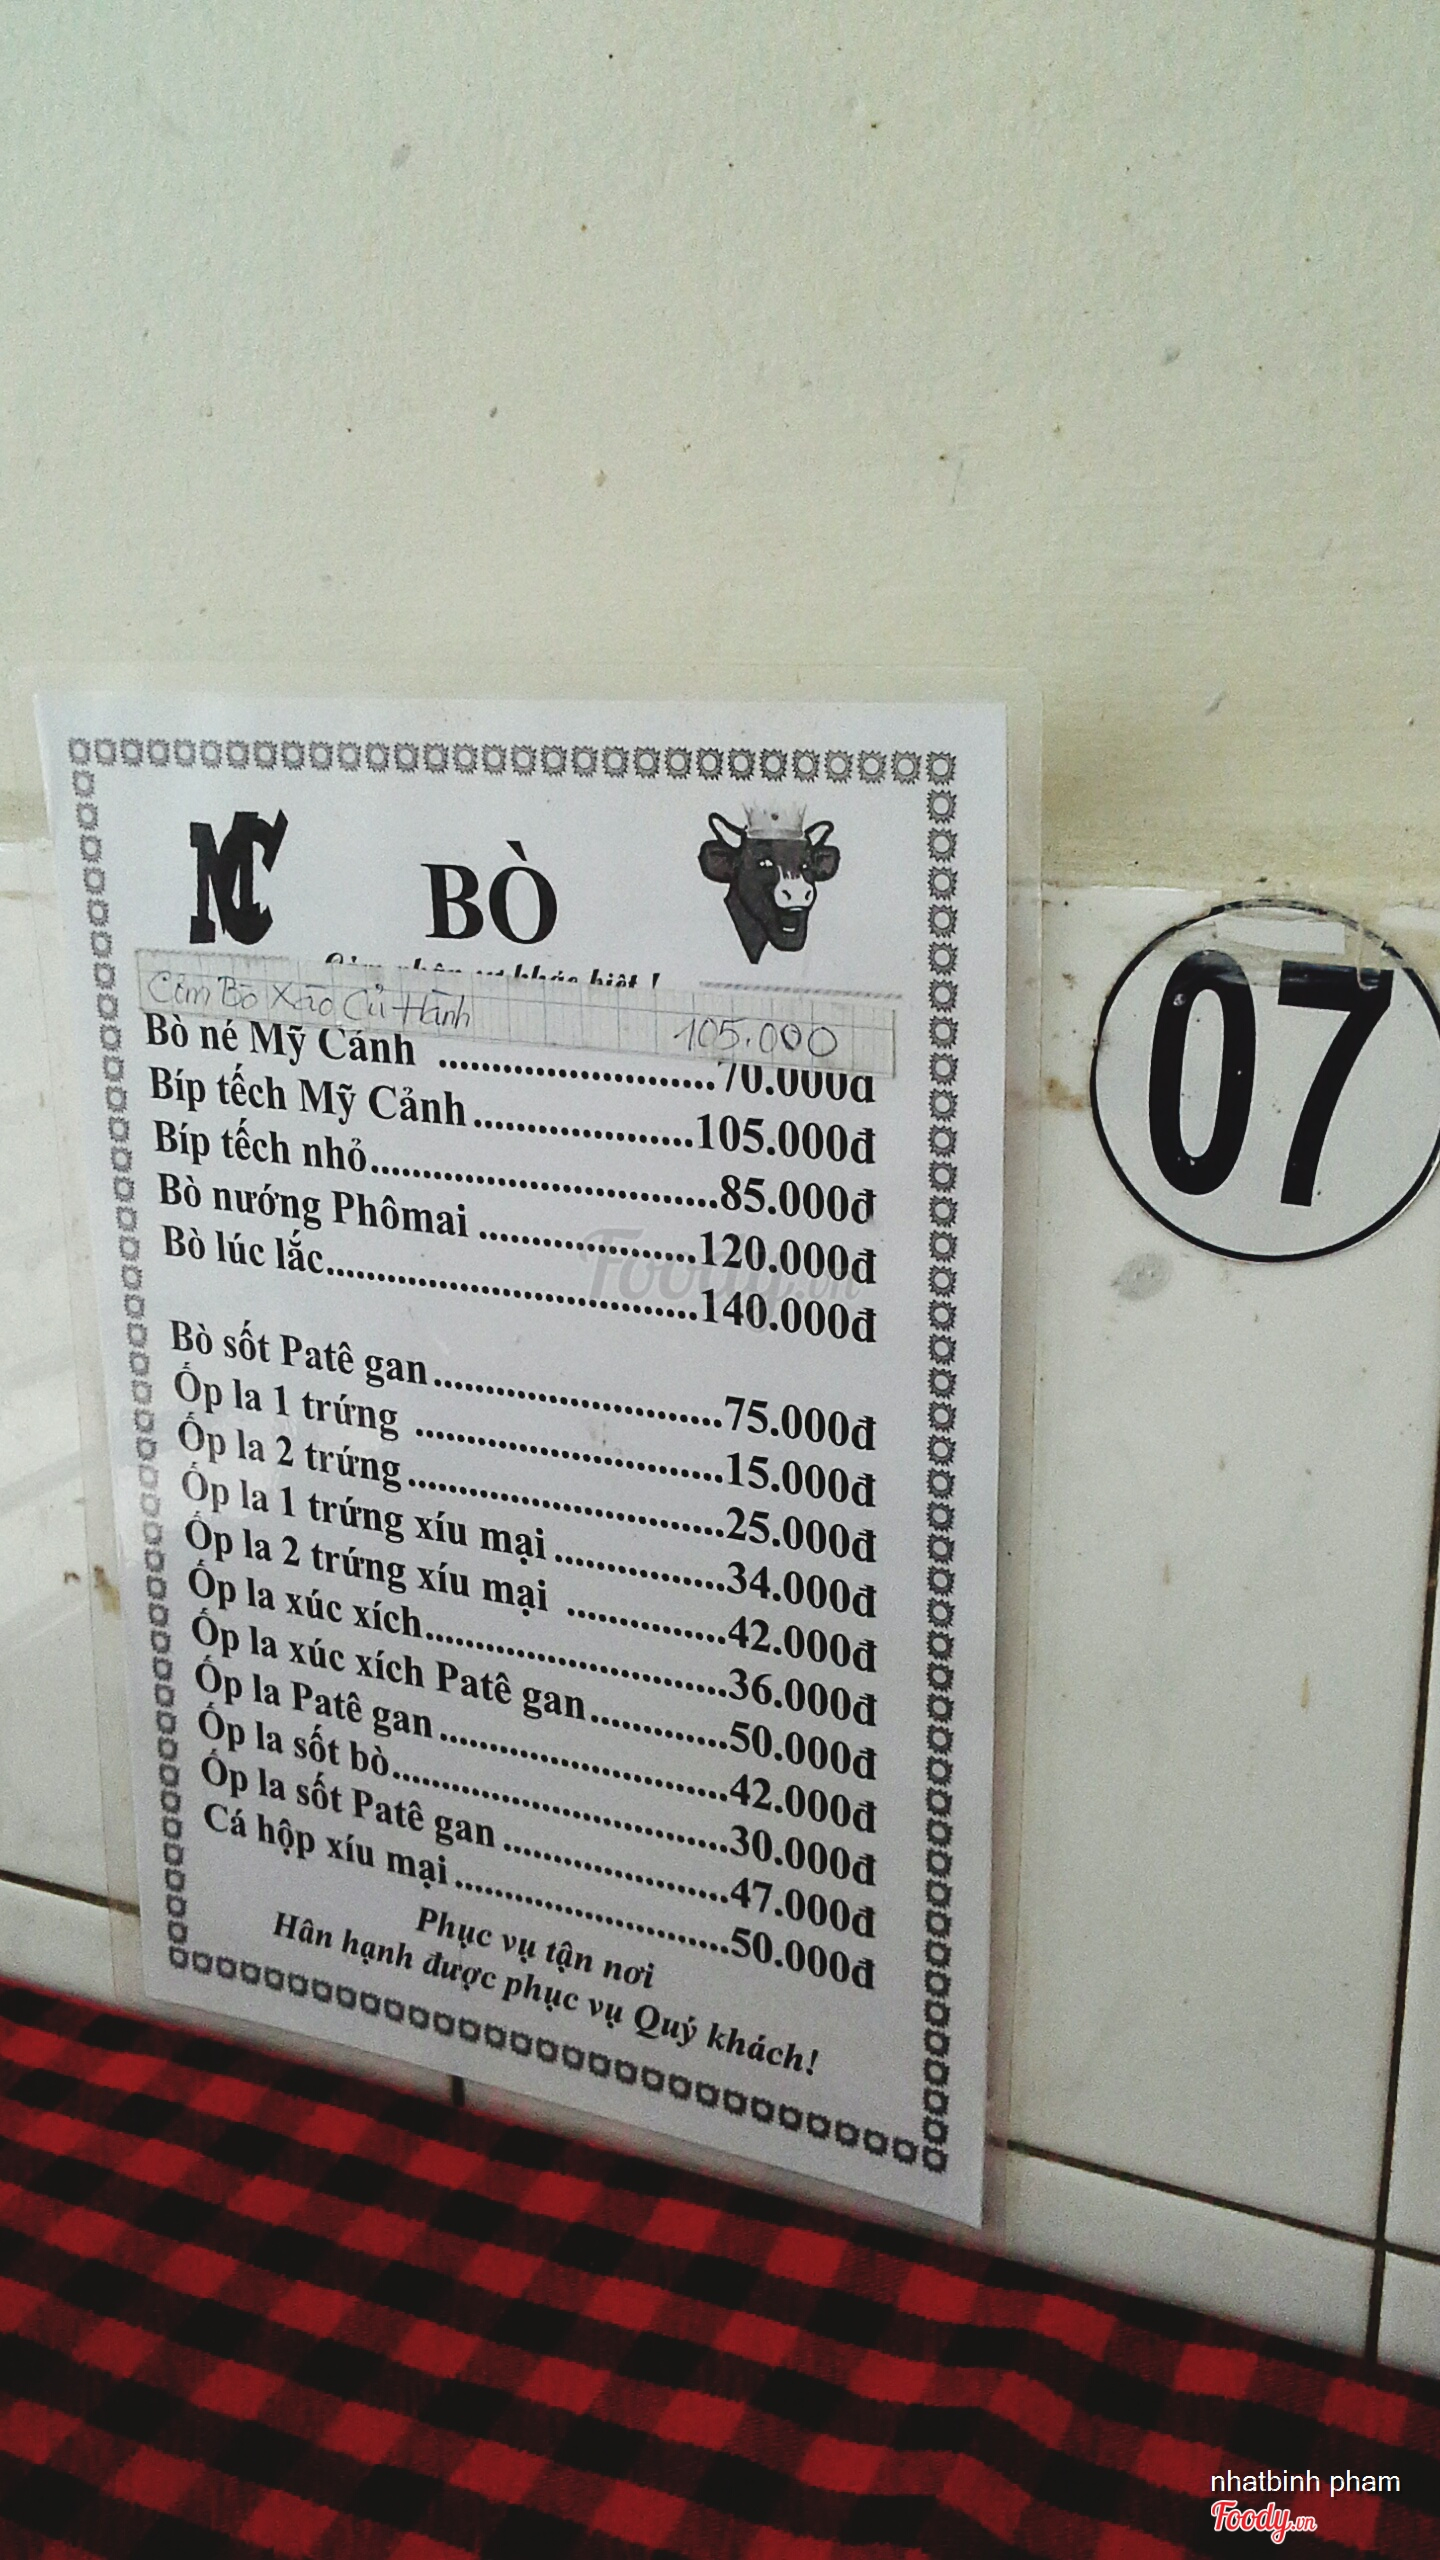 MC
BÒ
Cơm Bò Xào Củ Hành 105.000
Bò né Mỹ Cảnh ..........................70.000đ
Bíp tếch Mỹ Cảnh.....................105.000đ
Bíp tếch nhỏ.................................85.000đ
Bò nướng Phômai .....................120.000đ
Bò lúc lắc...................................140.000đ
Bò sốt Patê gan............................75.000đ
Ốp la 1 trứng .............................15.000đ
Ốp la 2 trứng..............................25.000đ
Ốp la 1 trứng xíu mại ................34.000đ
Ốp la 2 trứng xíu mại ...............42.000đ
Ốp la xúc xích.............................36.000đ
Ốp la xúc xích Patê gan.............50.000đ
Ốp la Patê gan...........................42.000đ
Ốp la sốt bò................................30.000đ
Ốp la sốt Patê gan.....................47.000đ
Cá hộp xíu mại..........................50.000đ
Phục vụ tận nơi
Hân hạnh được phục vụ Quý khách!
07
Foody.vn
nhatbinh pham
Foody.vn